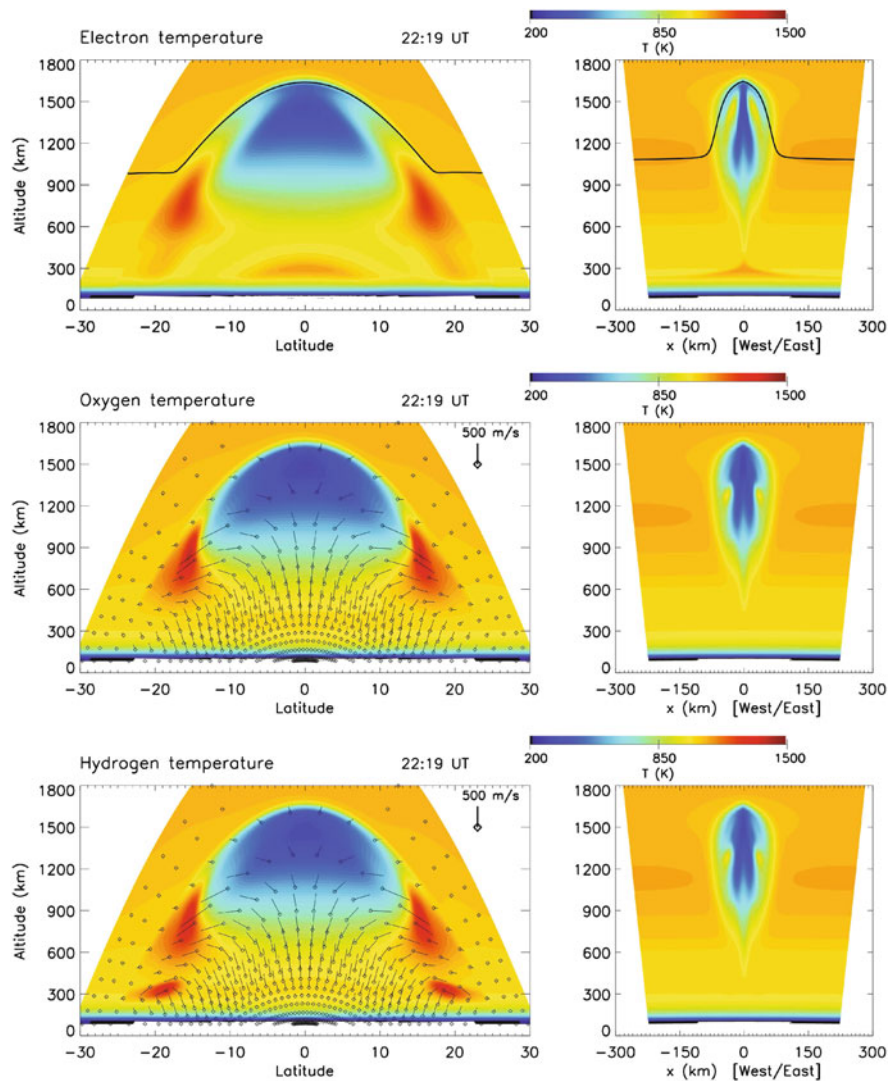 200 850 1500
T (K)
Electron temperature 22:19 UT
1800
1500
1200
900
600
300
0
Altitude (km)
−30 −20 −10 0 10 20 30
Latitude
1800
1500
1200
900
600
300
0
Altitude (km)
−300 −150 0 150 300
x (km) [West/East]
200 850 1500
T (K)
Oxygen temperature 22:19 UT
500 m/s
1800
1500
1200
900
600
300
0
Altitude (km)
−30 −20 −10 0 10 20 30
Latitude
1800
1500
1200
900
600
300
0
−300 −150 0 150 300
x (km) [West/East]
200 850 1500
T (K)
Hydrogen temperature 22:19 UT
500 m/s
1800
1500
1200
900
600
300
0
Altitude (km)
−30 −20 −10 0 10 20 30
Latitude
1800
1500
1200
900
600
300
0
−300 −150 0 150 300
x (km) [West/East]